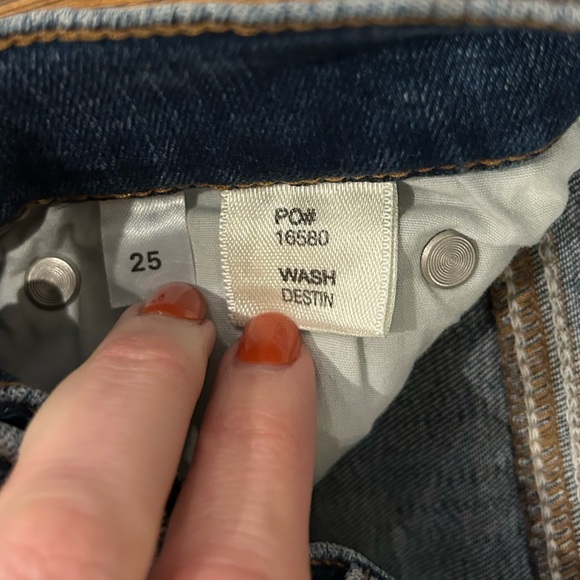 25
PO#
16580
WASH
DESTIN